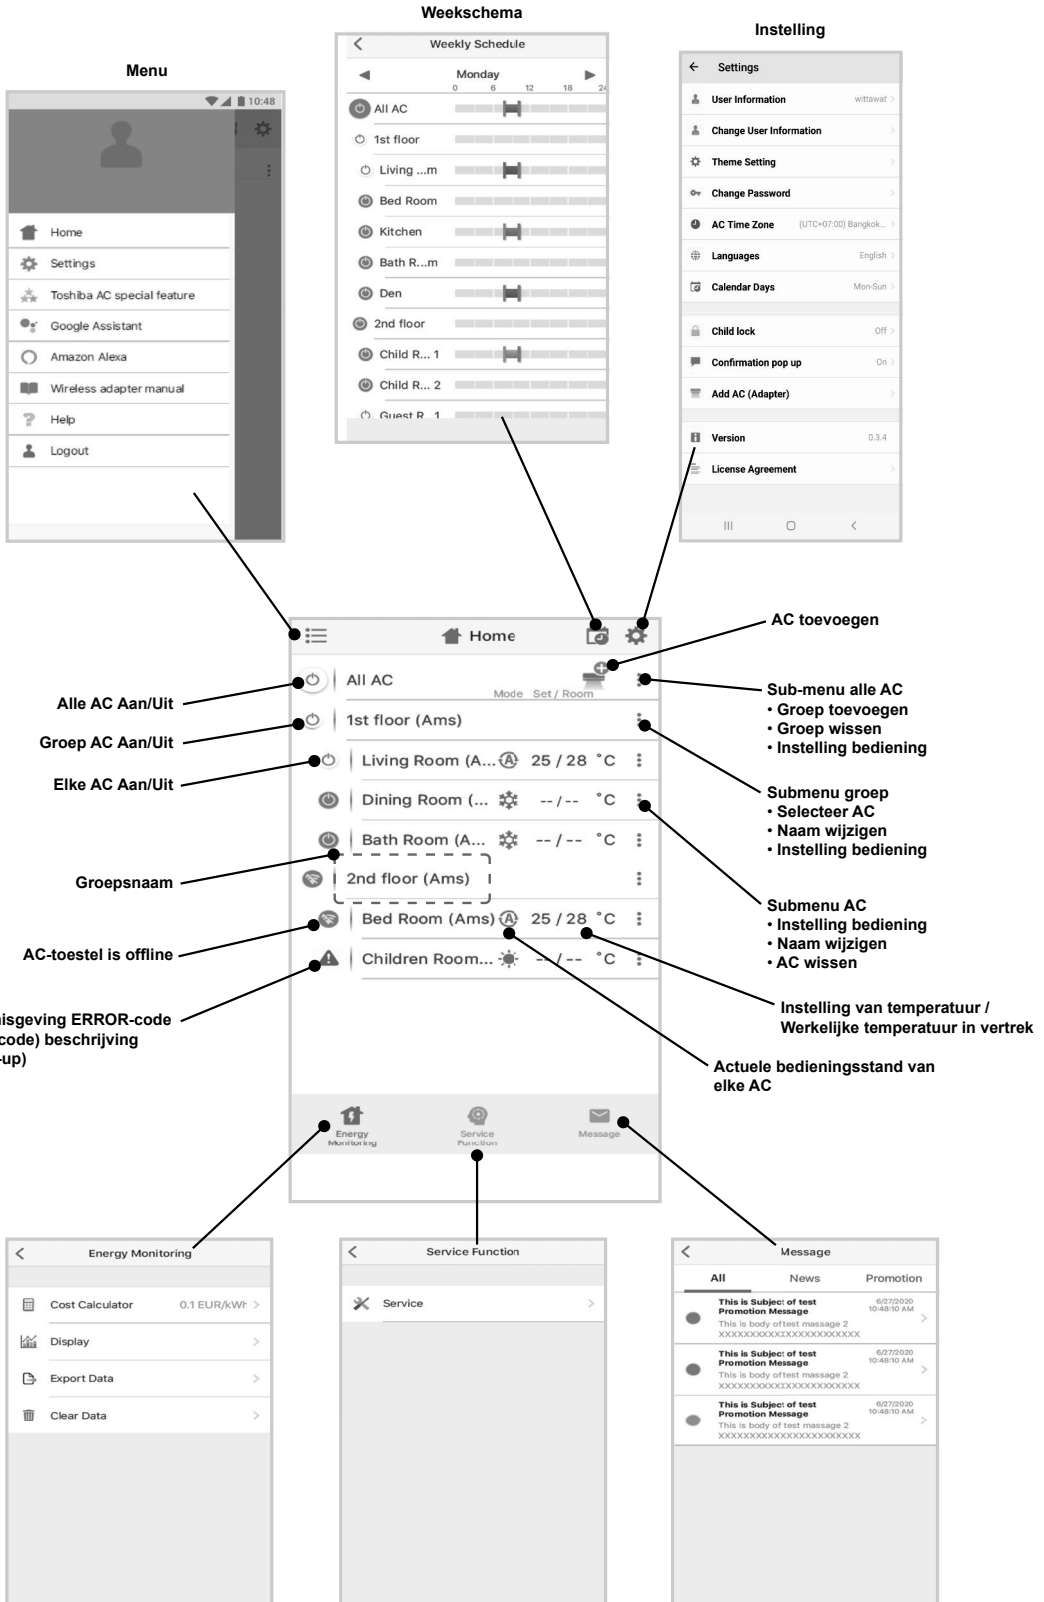 Weekschema
Instelling
Menu
10:48
Home
Settings
Toshiba AC special feature
Google Assistant
Amazon Alexa
Wireless adapter manual
Help
Logout
Weekly Schedule
Monday
0 6 12 18 24
All AC
1st floor
Living ...m
Bed Room
Kitchen
Bath R...m
Den
2nd floor
Child R... 1
Child R... 2
Guest R 1
Settings
User Information wittawat
Change User Information
Theme Setting
Change Password
AC Time Zone (UTC+07:00) Bangkok...
Languages English
Calendar Days Mon-Sun
Child lock Off
Confirmation pop up On
Add AC (Adapter)
Version 0.3.4
License Agreement
Home
All AC
Mode Set / Room
1st floor (Ams)
Living Room (A... A 25 / 28 °C
Dining Room (... -- / -- °C
Bath Room (A... -- / -- °C
2nd floor (Ams)
Bed Room (Ams) A 25 / 28 °C
Children Room... -- / -- °C
Energy
Monitoring
Service
Function
Message
Alle AC Aan/Uit
Groep AC Aan/Uit
Elke AC Aan/Uit
Groepsnaam
AC-toestel is offline
isgeving ERROR-code
code) beschrijving
-up)
AC toevoegen
Sub-menu alle AC
• Groep toevoegen
• Groep wissen
• Instelling bediening
Submenu groep
• Selecteer AC
• Naam wijzigen
• Instelling bediening
Submenu AC
• Instelling bediening
• Naam wijzigen
• AC wissen
Instelling van temperatuur /
Werkelijke temperatuur in vertrek
Actuele bedieningsstand van
elke AC
Energy Monitoring
Cost Calculator 0.1 EUR/kWh
Display
Export Data
Clear Data
Service Function
Service
Message
All News Promotion
This is Subject of test 6/27/2020
Promotion Message 10:48:10 AM
This is body of test massage 2
XXXXXXXXXXXXXXXXXXXXXXX
This is Subject of test 6/27/2020
Promotion Message 10:48:10 AM
This is body of test massage 2
XXXXXXXXXXXXXXXXXXXXXXX
This is Subject of test 6/27/2020
Promotion Message 10:48:10 AM
This is body of test massage 2
XXXXXXXXXXXXXXXXXXXXXXX